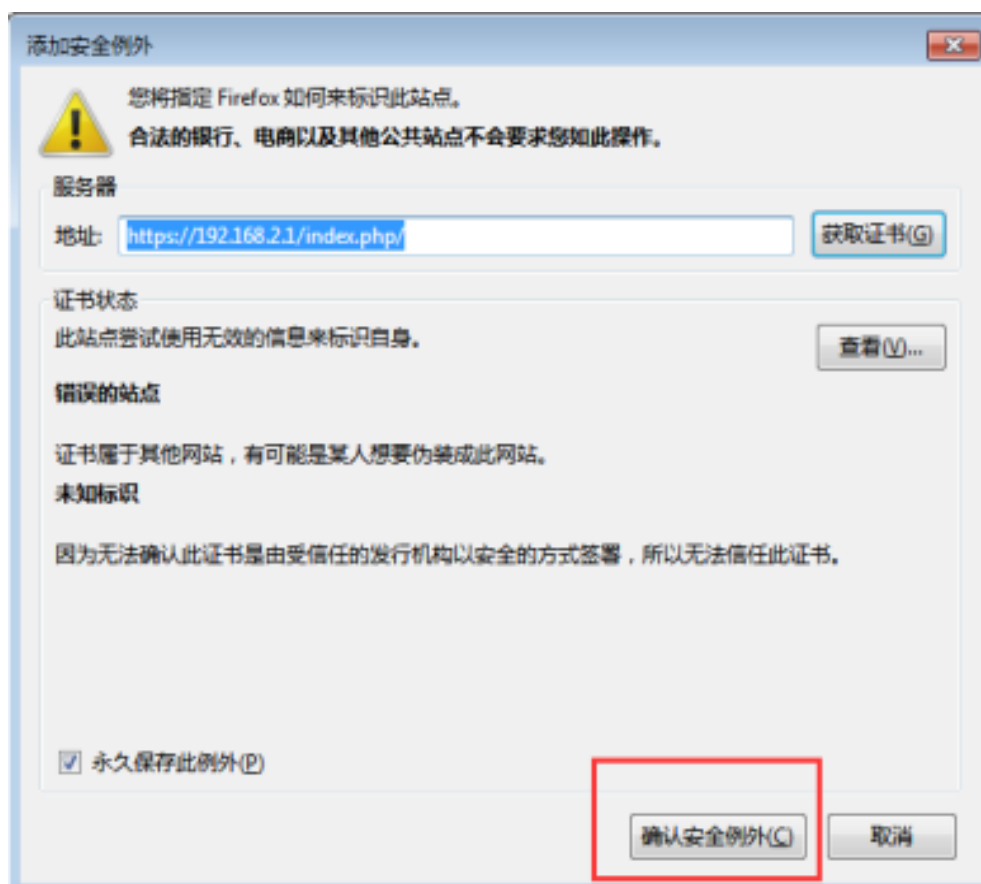 添加安全例外
您将指定 Firefox 如何来标识此站点。
合法的银行、电商以及其他公共站点不会要求您如此操作。
服务器
地址: https://192.168.2.1/index.php/ 获取证书(G)
证书状态
此站点尝试使用无效的信息来标识自身。 查看(V)...
错误的站点
证书属于其他网站，有可能是某人想要伪装成此网站。
未知标识
因为无法确认此证书是由受信任的发行机构以安全的方式签署，所以无法信任此证书。
永久保存此例外(P)
确认安全例外(C) 取消